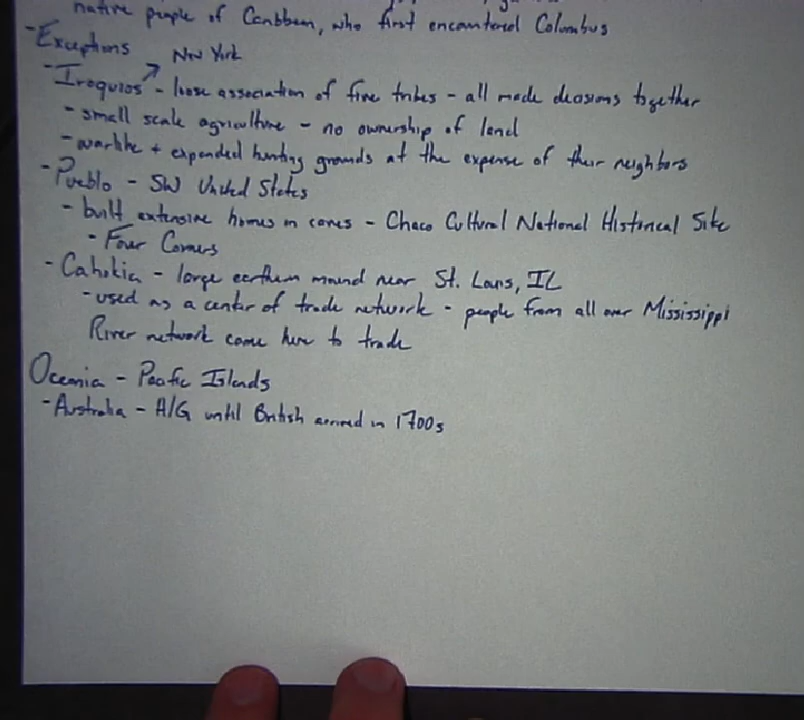 native people of Caribbean, who first encountered Columbus
-Exceptions
New York
-Iroquios - loose association of five tribes - all made decisions together
-small scale agriculture - no ownership of land
-warlike + expanded hunting grounds at the expense of their neighbors
-Pueblo - SW United States
-built extensive homes in caves - Chaco Cultural National Historical Site
-Four Corners
-Cahokia - large earthen mound near St. Louis, IL
-used as a center of trade network - people from all over Mississippi
River network come here to trade
Oceania - Pacific Islands
-Australia - H/G until British arrived in 1700s